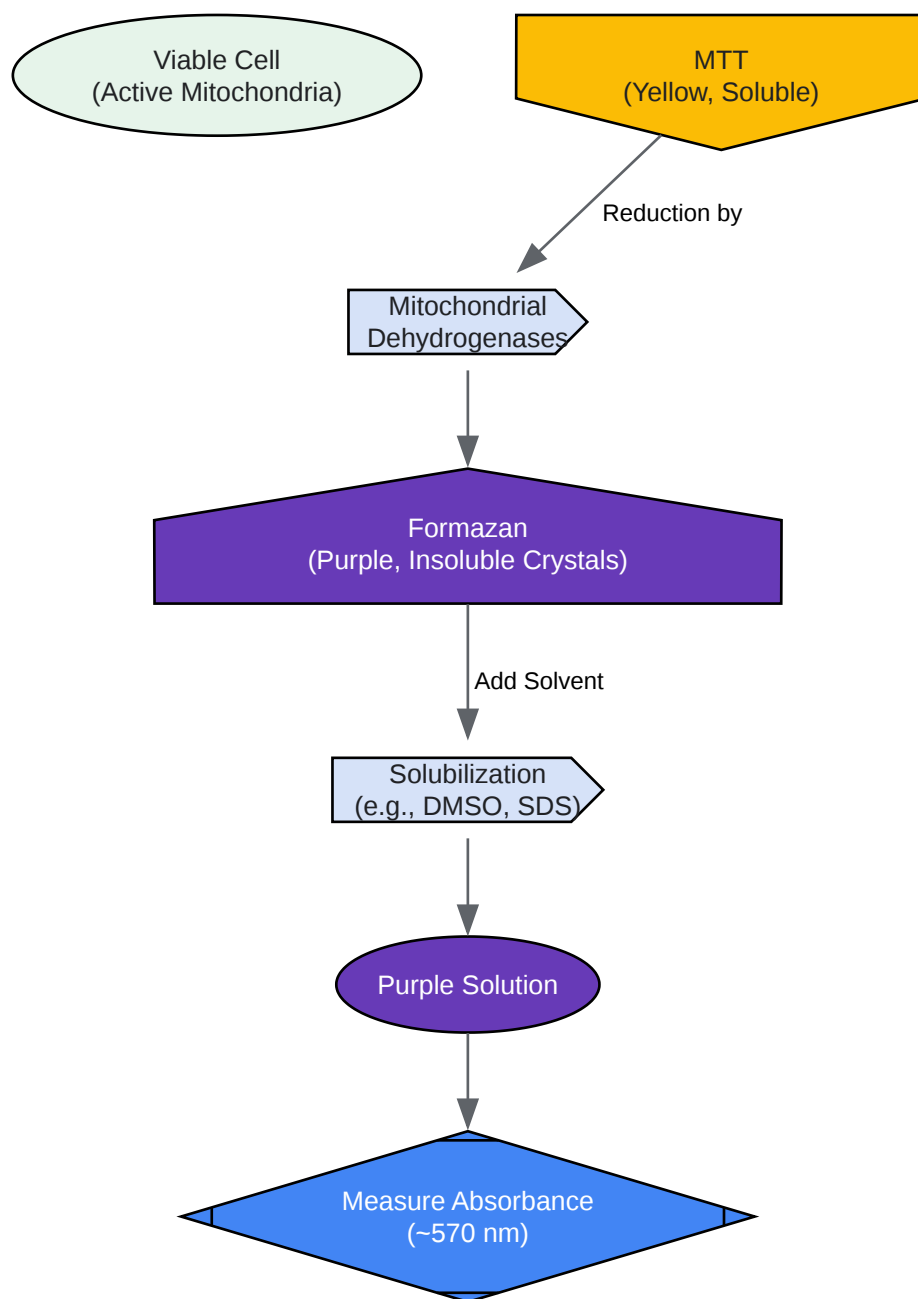 Viable Cell
(Active Mitochondria)
MTT
(Yellow, Soluble)
Reduction by
Mitochondrial
Dehydrogenases
Formazan
(Purple, Insoluble Crystals)
Add Solvent
Solubilization
(e.g., DMSO, SDS)
Purple Solution
Measure Absorbance
(~570 nm)